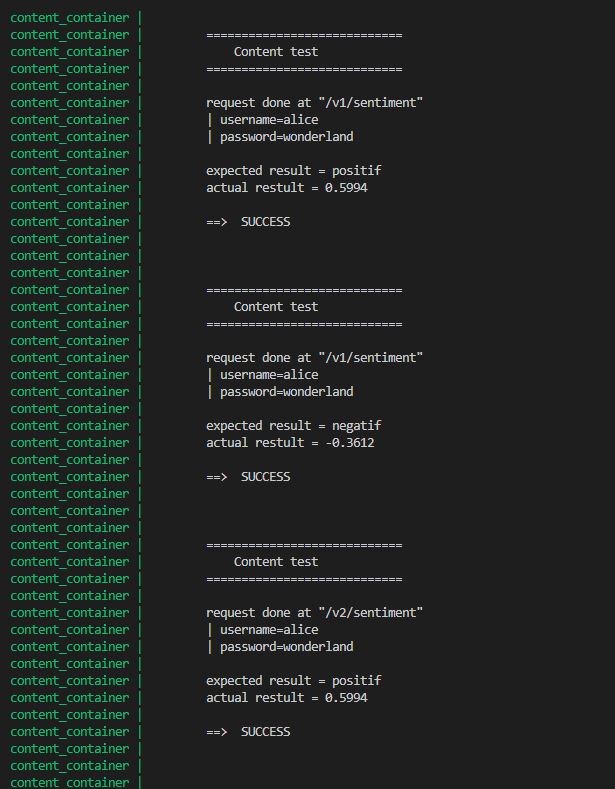 content_container |
content_container |         ============================
content_container |             Content test
content_container |         ============================
content_container |
content_container |         request done at "/v1/sentiment"
content_container |         | username=alice
content_container |         | password=wonderland
content_container |
content_container |         expected result = positif
content_container |         actual restult = 0.5994
content_container |
content_container |         ==>  SUCCESS
content_container |
content_container |
content_container |
content_container |         ============================
content_container |             Content test
content_container |         ============================
content_container |
content_container |         request done at "/v1/sentiment"
content_container |         | username=alice
content_container |         | password=wonderland
content_container |
content_container |         expected result = negatif
content_container |         actual restult = -0.3612
content_container |
content_container |         ==>  SUCCESS
content_container |
content_container |
content_container |
content_container |         ============================
content_container |             Content test
content_container |         ============================
content_container |
content_container |         request done at "/v2/sentiment"
content_container |         | username=alice
content_container |         | password=wonderland
content_container |
content_container |         expected result = positif
content_container |         actual restult = 0.5994
content_container |
content_container |         ==>  SUCCESS
content_container |
content_container |
content_container |